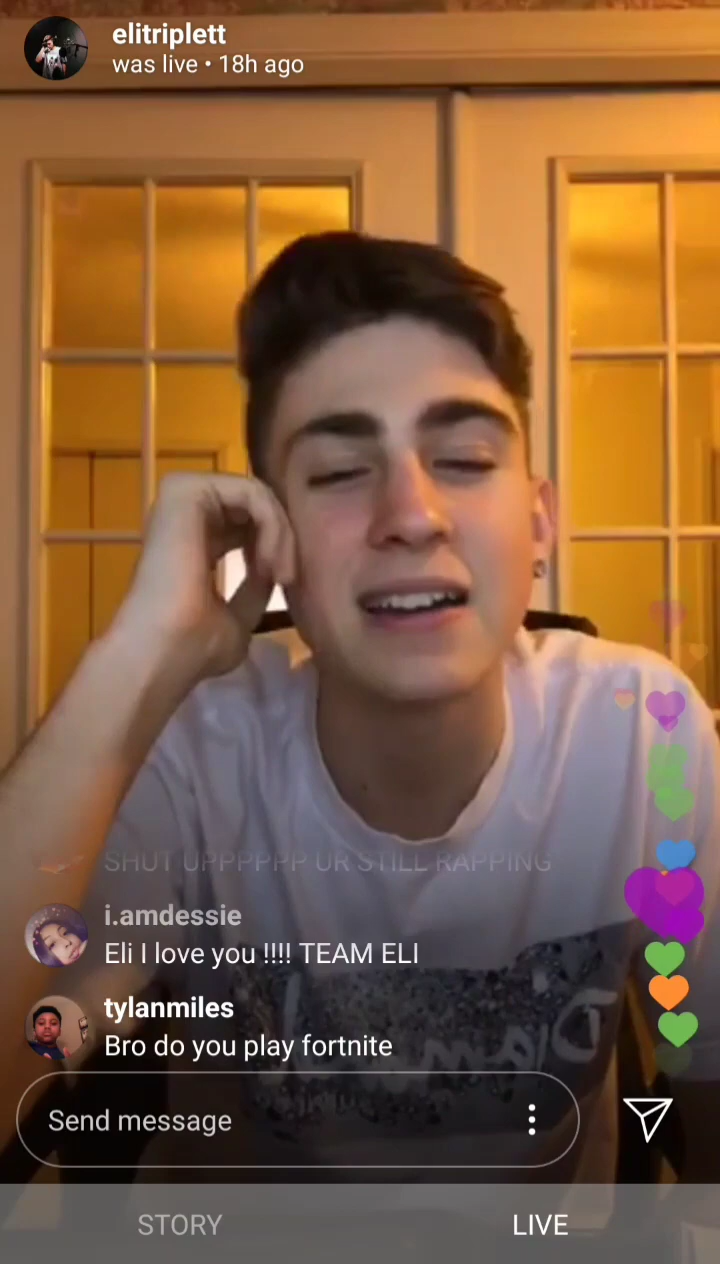 elitriplett
was live • 18h ago
SHUT UPPPPPP UR STILL RAPPING
i.amdessie
Eli I love you !!!! TEAM ELI
tylanmiles
Bro do you play fortnite
Send message
STORY
LIVE